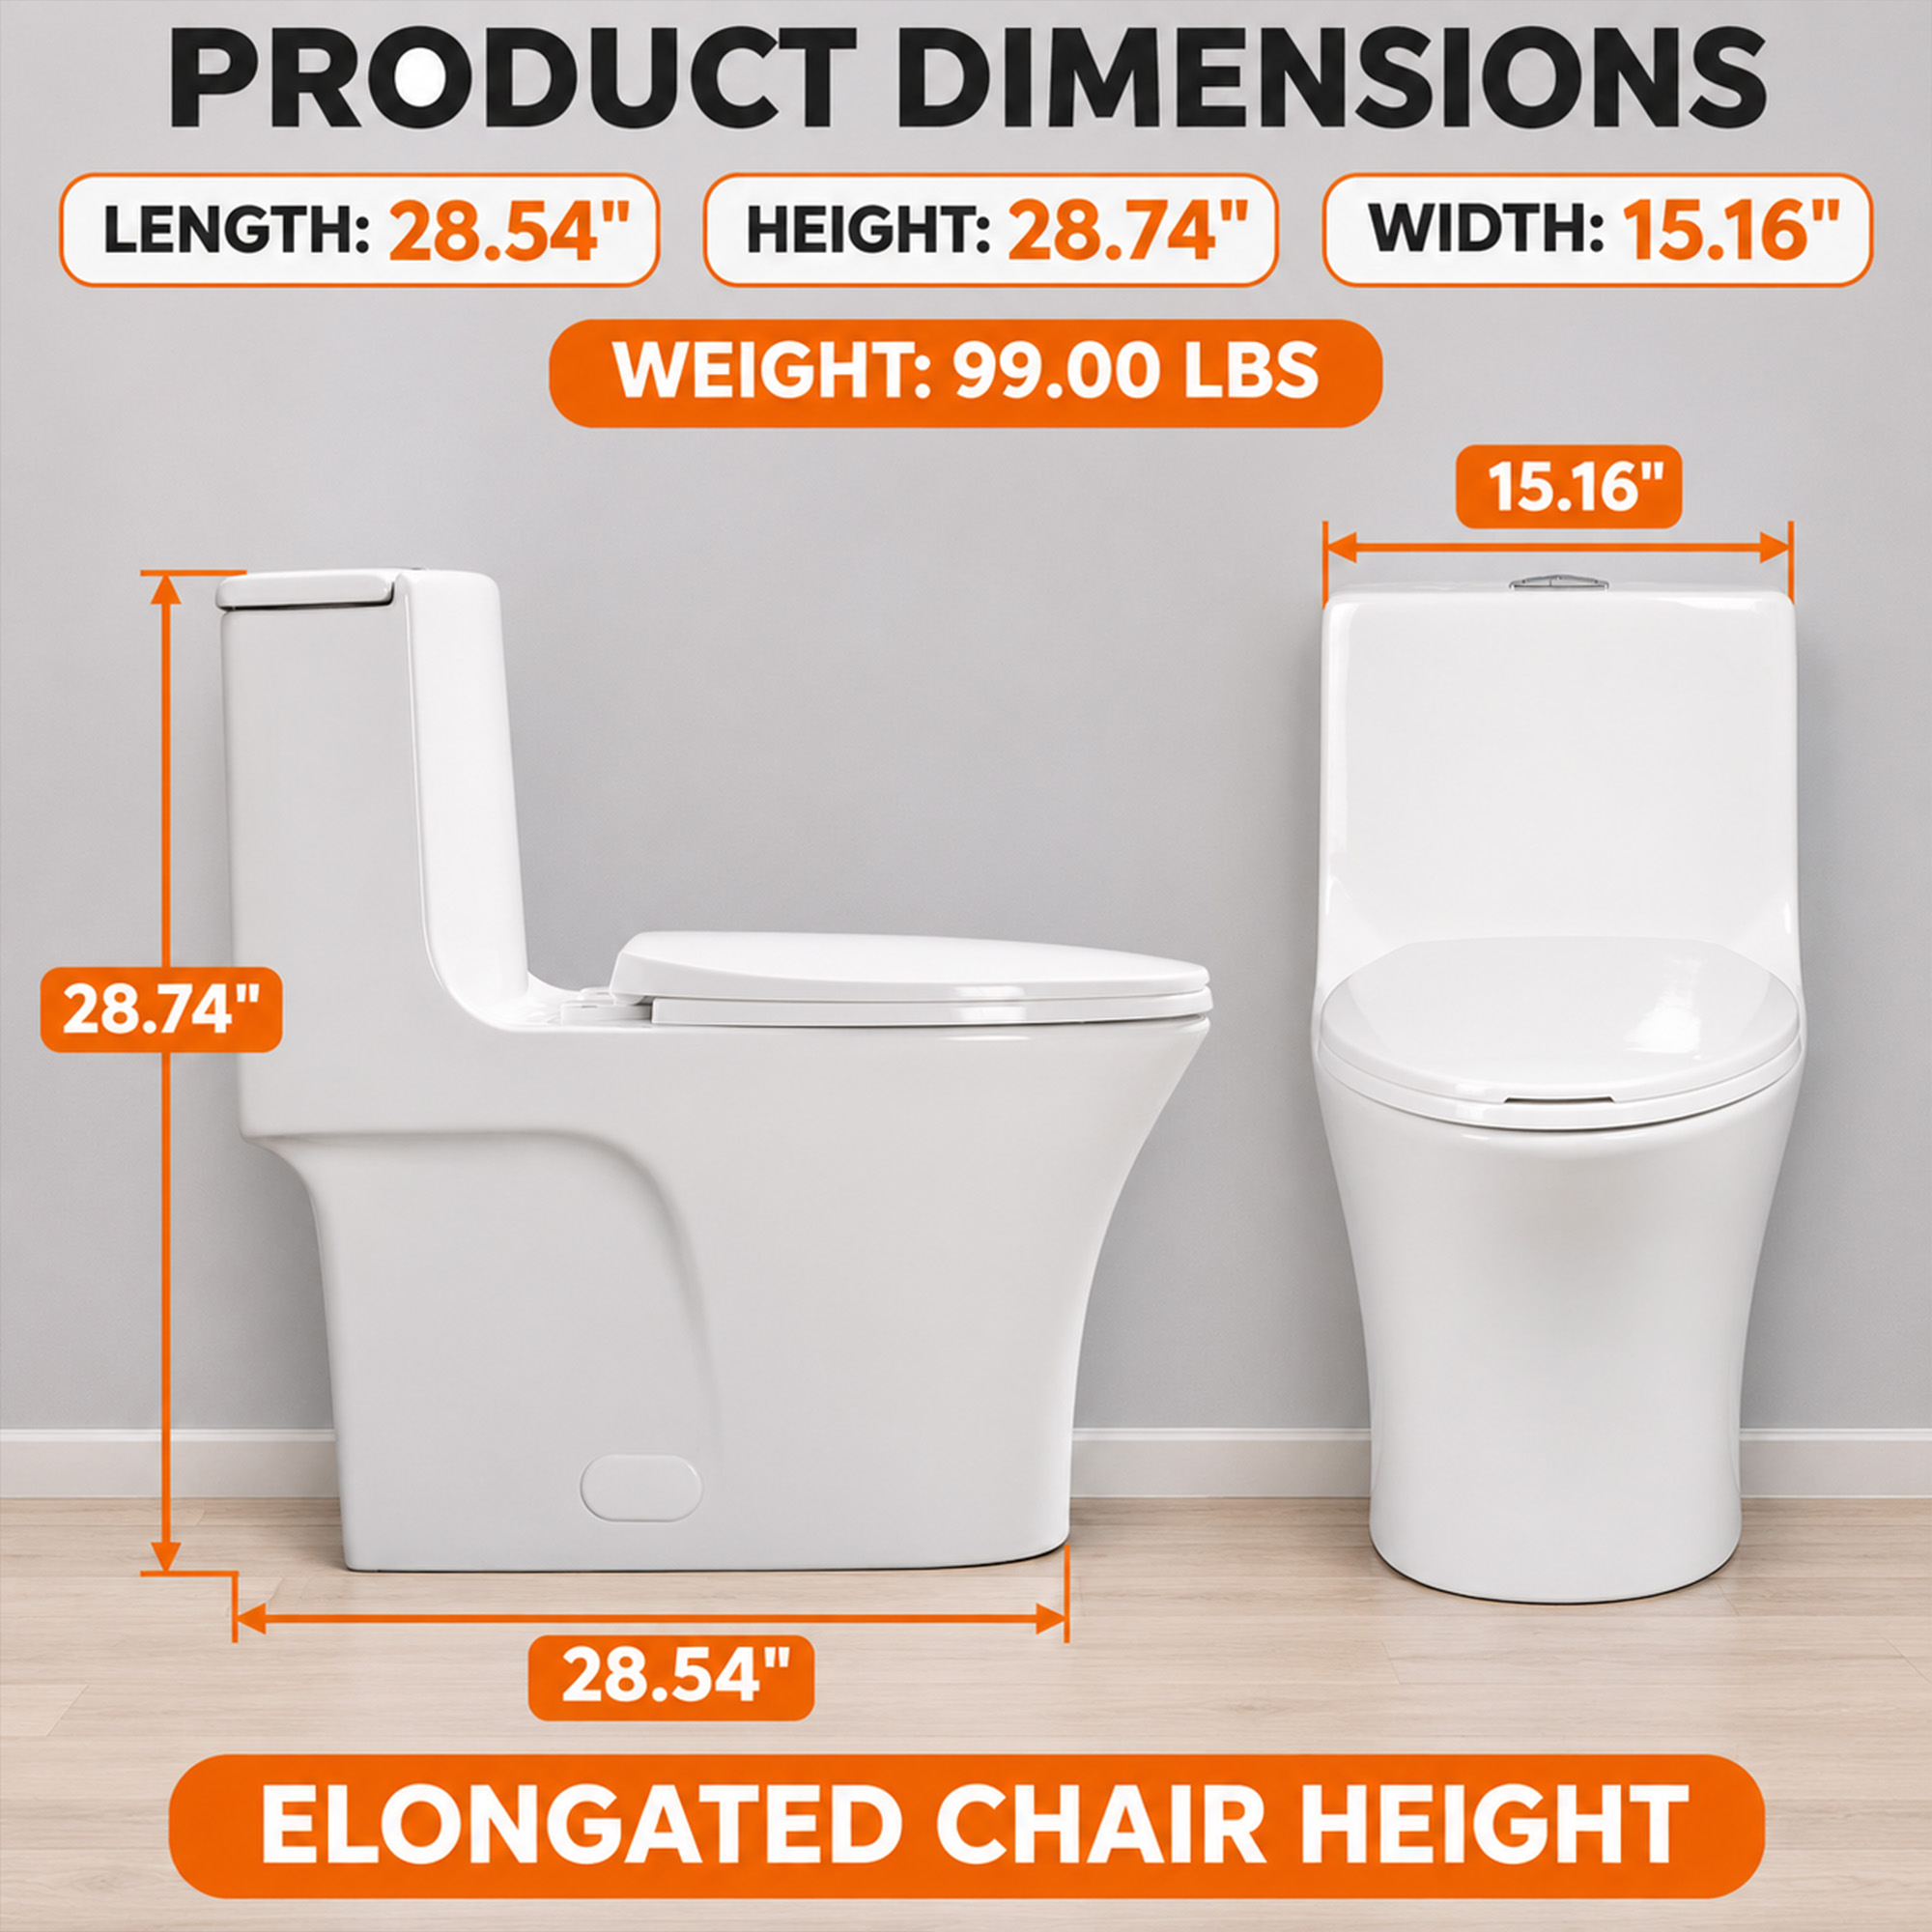 PRODUCT DIMENSIONS
LENGTH: 28.54"
HEIGHT: 28.74"
WIDTH: 15.16"
WEIGHT: 99.00 LBS
15.16"
28.74"
28.54"
ELONGATED CHAIR HEIGHT